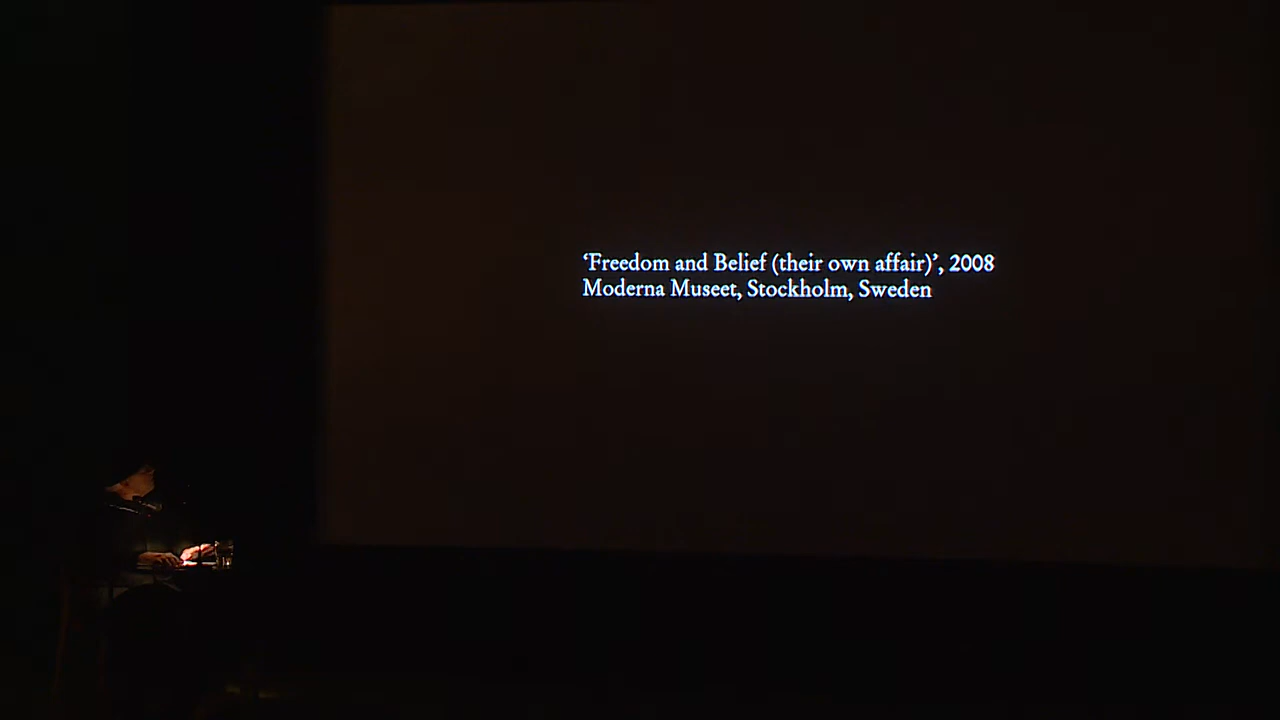 ‘Freedom and Belief (their own affair)’, 2008
Moderna Museet, Stockholm, Sweden